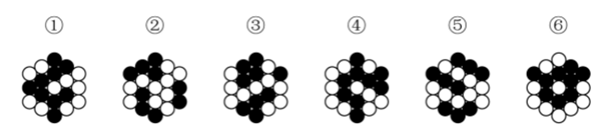 ① ② ③ ④ ⑤ ⑥